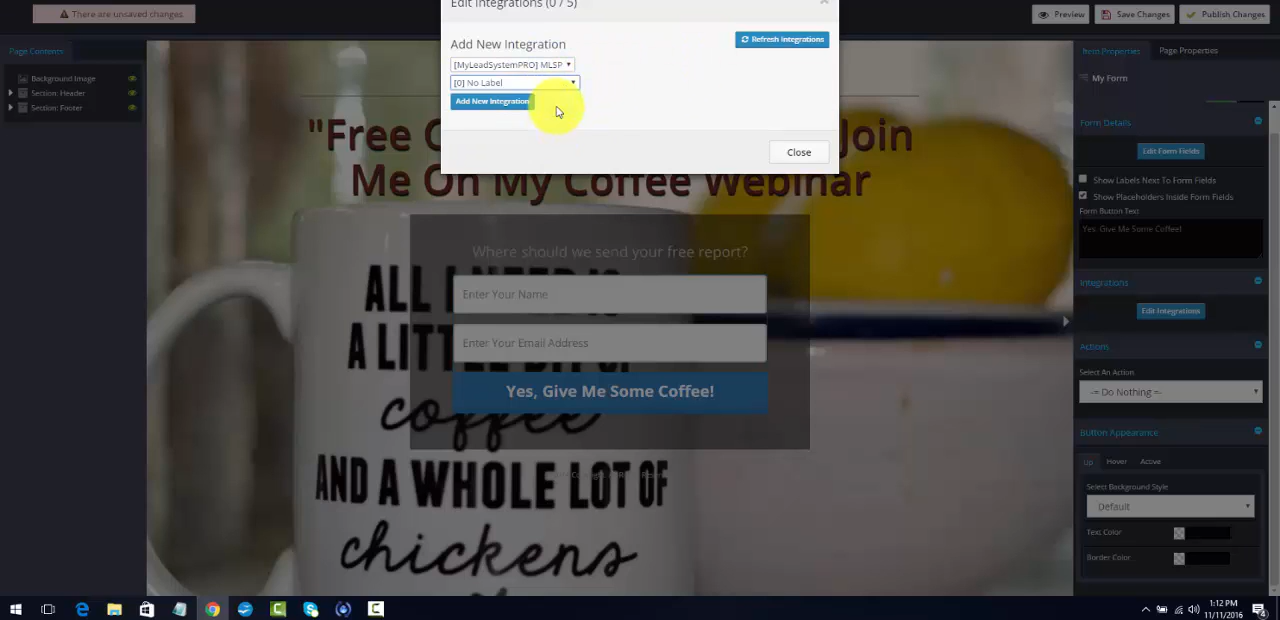 There are unsaved changes
Edit Integrations (0 / 5)
Preview
Save Changes
Publish Changes
Page Contents
Background Image
Section: Header
Section: Footer
Add New Integration
Refresh Integrations
[MyLeadSystemPRO] MLSP
[0] No Label
Add New Integration
Close
Item Properties
Page Properties
My Form
Form Details
Edit Form Fields
Show Labels Next To Form Fields
Show Placeholders Inside Form Fields
Form Button Text
Yes, Give Me Some Coffee!
Integrations
Edit Integrations
Actions
Select An Action
-= Do Nothing =-
Button Appearance
Up Hover Active
Select Background Style
Default
Text Color
Border Color
"Free Join
Me On My Coffee Webinar
Where should we send your free report?
Enter Your Name
Enter Your Email Address
Yes, Give Me Some Coffee!
ALL I NEED IS
A LITTLE BIT OF
coffee
AND A WHOLE LOT OF
chickens
1:12 PM
11/11/2016
4